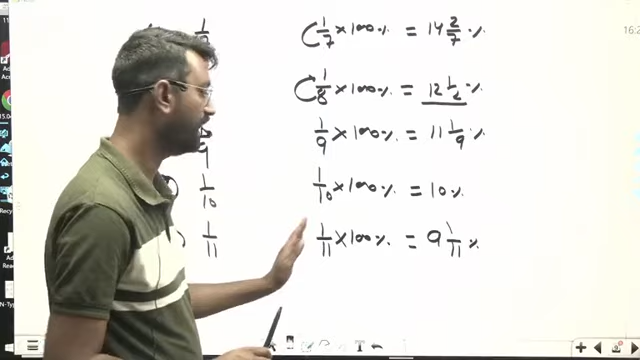 1/7 × 100% = 14 2/7 %
1/8 × 100% = 12 1/2 %
1/9 × 100% = 11 1/9 %
1/10 1/10 × 100% = 10%
1/11 1/11 × 100% = 9 1/11 %